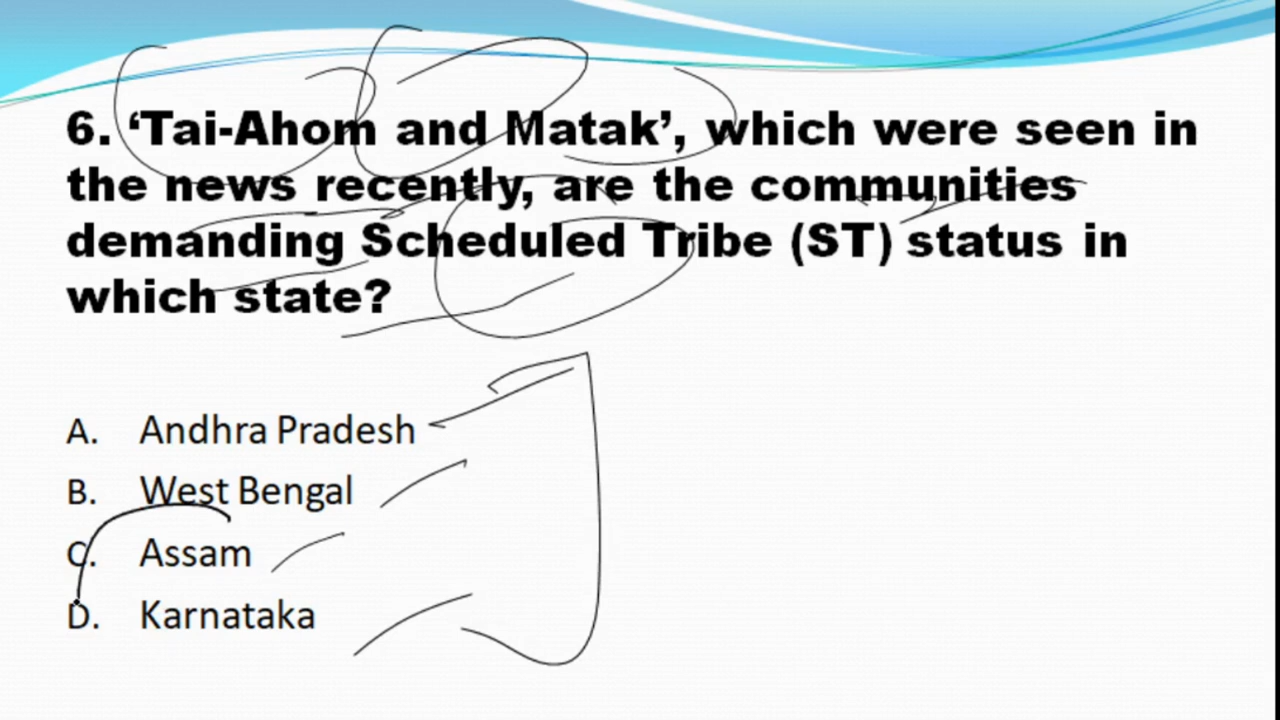 6. ‘Tai-Ahom and Matak’, which were seen in
the news recently, are the communities
demanding Scheduled Tribe (ST) status in
which state?
A. Andhra Pradesh
B. West Bengal
C. Assam
D. Karnataka